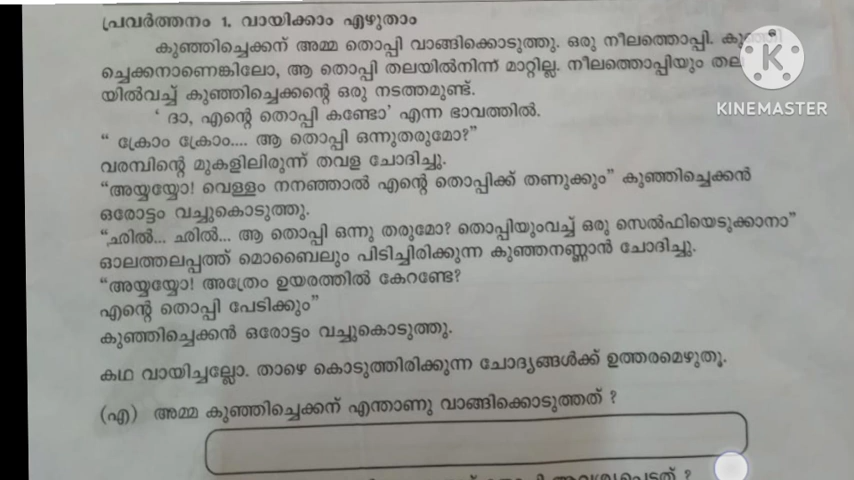 പ്രവർത്തനം 1. വായിക്കാം എഴുതാം
കുഞ്ഞിച്ചെക്കന് അമ്മ തൊപ്പി വാങ്ങിക്കൊടുത്തു. ഒരു നീലത്തൊപ്പി.
ച്ചെക്കനാണെങ്കിലോ, ആ തൊപ്പി തലയിൽനിന്ന് മാറ്റില്ല. നീലത്തൊപ്പിയും തല
യിൽവച്ച് കുഞ്ഞിച്ചെക്കന്റെ ഒരു നടത്തമുണ്ട്.
' ദാ, എന്റെ തൊപ്പി കണ്ടോ' എന്ന ഭാവത്തിൽ.
" ക്രോം ക്രോം.... ആ തൊപ്പി ഒന്നുതരുമോ?"
വരമ്പിന്റെ മുകളിലിരുന്ന് തവള ചോദിച്ചു.
"അയ്യയ്യോ! വെള്ളം നനഞ്ഞാൽ എന്റെ തൊപ്പിക്ക് തണുക്കും" കുഞ്ഞിച്ചെക്കൻ
ഒരോട്ടം വച്ചുകൊടുത്തു.
"ഛിൽ... ഛിൽ... ആ തൊപ്പി ഒന്നു തരുമോ? തൊപ്പിയുംവച്ച് ഒരു സെൽഫിയെടുക്കാനാ"
ഓലത്തലപ്പത്ത് മൊബൈലും പിടിച്ചിരിക്കുന്ന കുഞ്ഞനണ്ണാൻ ചോദിച്ചു.
"അയ്യയ്യോ! അത്രേം ഉയരത്തിൽ കേറണ്ടേ?
എന്റെ തൊപ്പി പേടിക്കും"
കുഞ്ഞിച്ചെക്കൻ ഒരോട്ടം വച്ചുകൊടുത്തു.
കഥ വായിച്ചല്ലോ. താഴെ കൊടുത്തിരിക്കുന്ന ചോദ്യങ്ങൾക്ക് ഉത്തരമെഴുതൂ.
(എ) അമ്മ കുഞ്ഞിച്ചെക്കന് എന്താണു വാങ്ങിക്കൊടുത്തത് ?
K
KINEMASTER